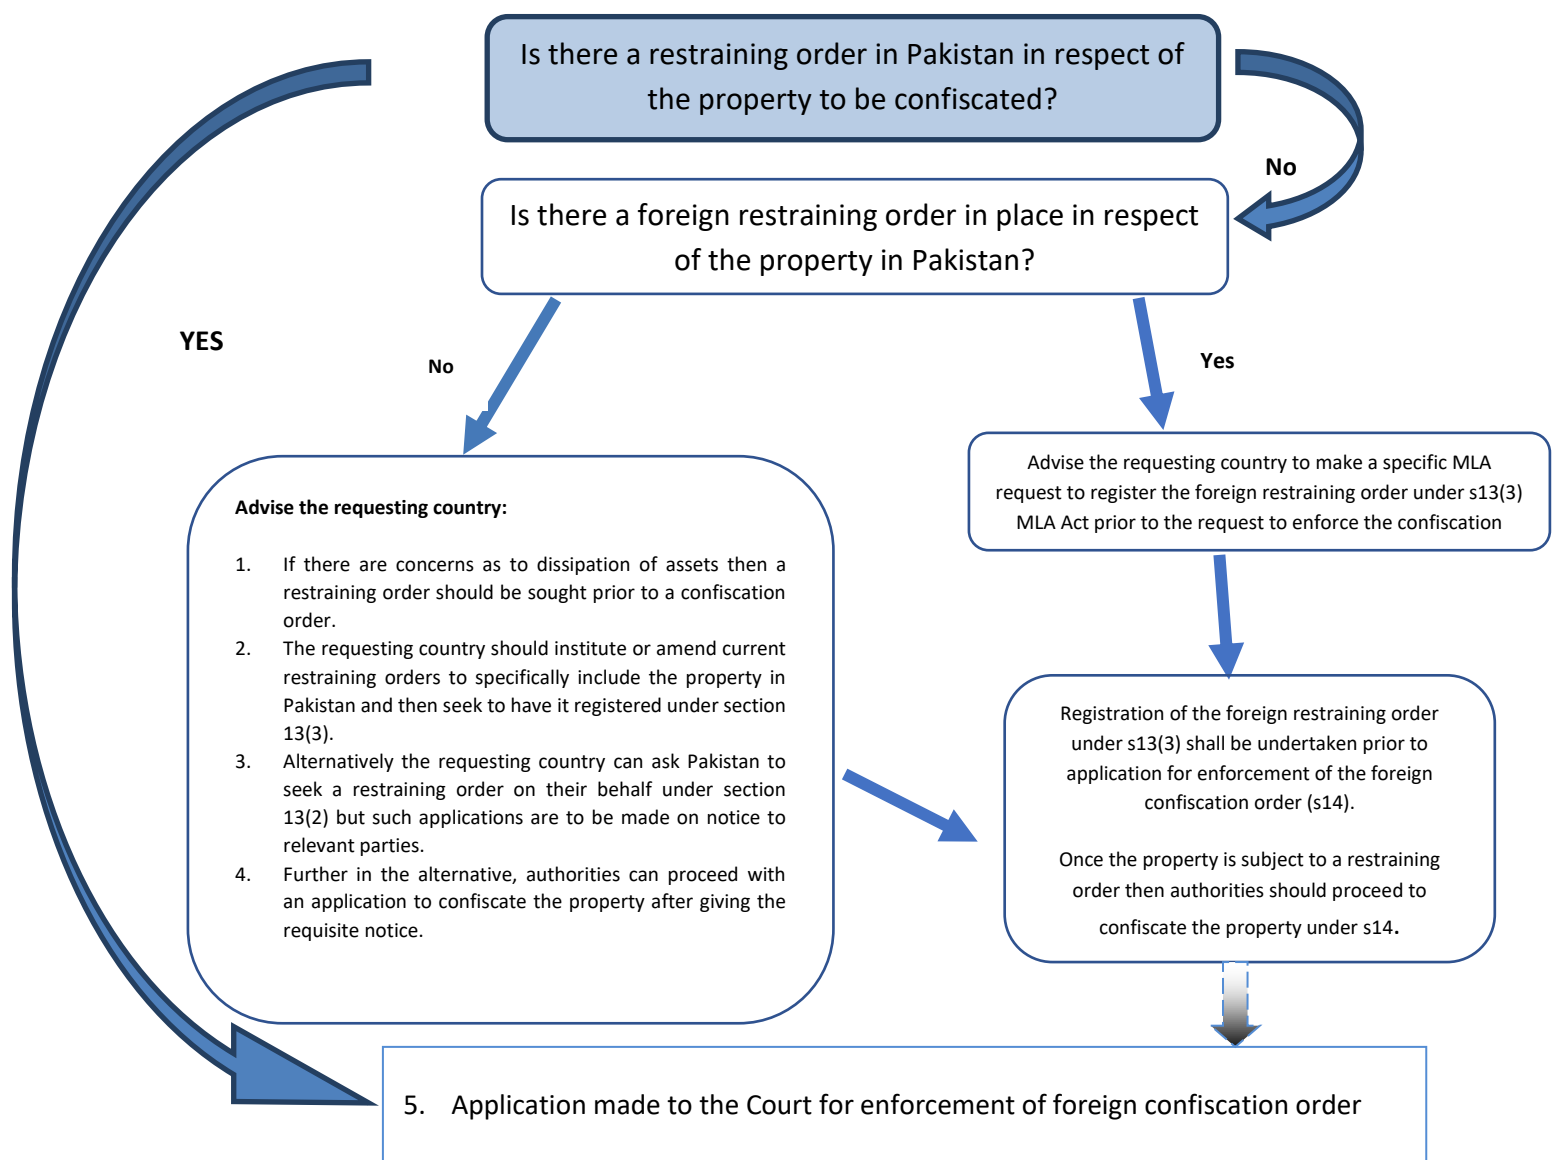 Is there a restraining order in Pakistan in respect of
the property to be confiscated?
No
Is there a foreign restraining order in place in respect
of the property in Pakistan?
YES
No
Yes
Advise the requesting country to make a specific MLA
request to register the foreign restraining order under s13(3)
MLA Act prior to the request to enforce the confiscation
Advise the requesting country:
1. If there are concerns as to dissipation of assets then a
restraining order should be sought prior to a confiscation
order.
2. The requesting country should institute or amend current
restraining orders to specifically include the property in
Pakistan and then seek to have it registered under section
13(3).
3. Alternatively the requesting country can ask Pakistan to
seek a restraining order on their behalf under section
13(2) but such applications are to be made on notice to
relevant parties.
4. Further in the alternative, authorities can proceed with
an application to confiscate the property after giving the
requisite notice.
Registration of the foreign restraining order
under s13(3) shall be undertaken prior to
application for enforcement of the foreign
confiscation order (s14).
Once the property is subject to a restraining
order then authorities should proceed to
confiscate the property under s14.
5. Application made to the Court for enforcement of foreign confiscation order